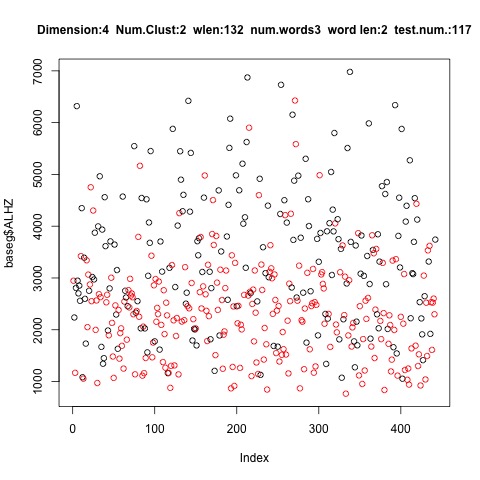 Dimension:4  Num.Clust:2  wlen:132  num.words3  word len:2  test.num.:117
7000
6000
5000
4000
3000
2000
1000
baseg$ALHZ
0 100 200 300 400
Index